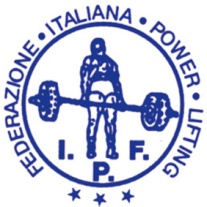 FEDERAZIONE • ITALIANA • POWER • LIFTING
I. P. F.